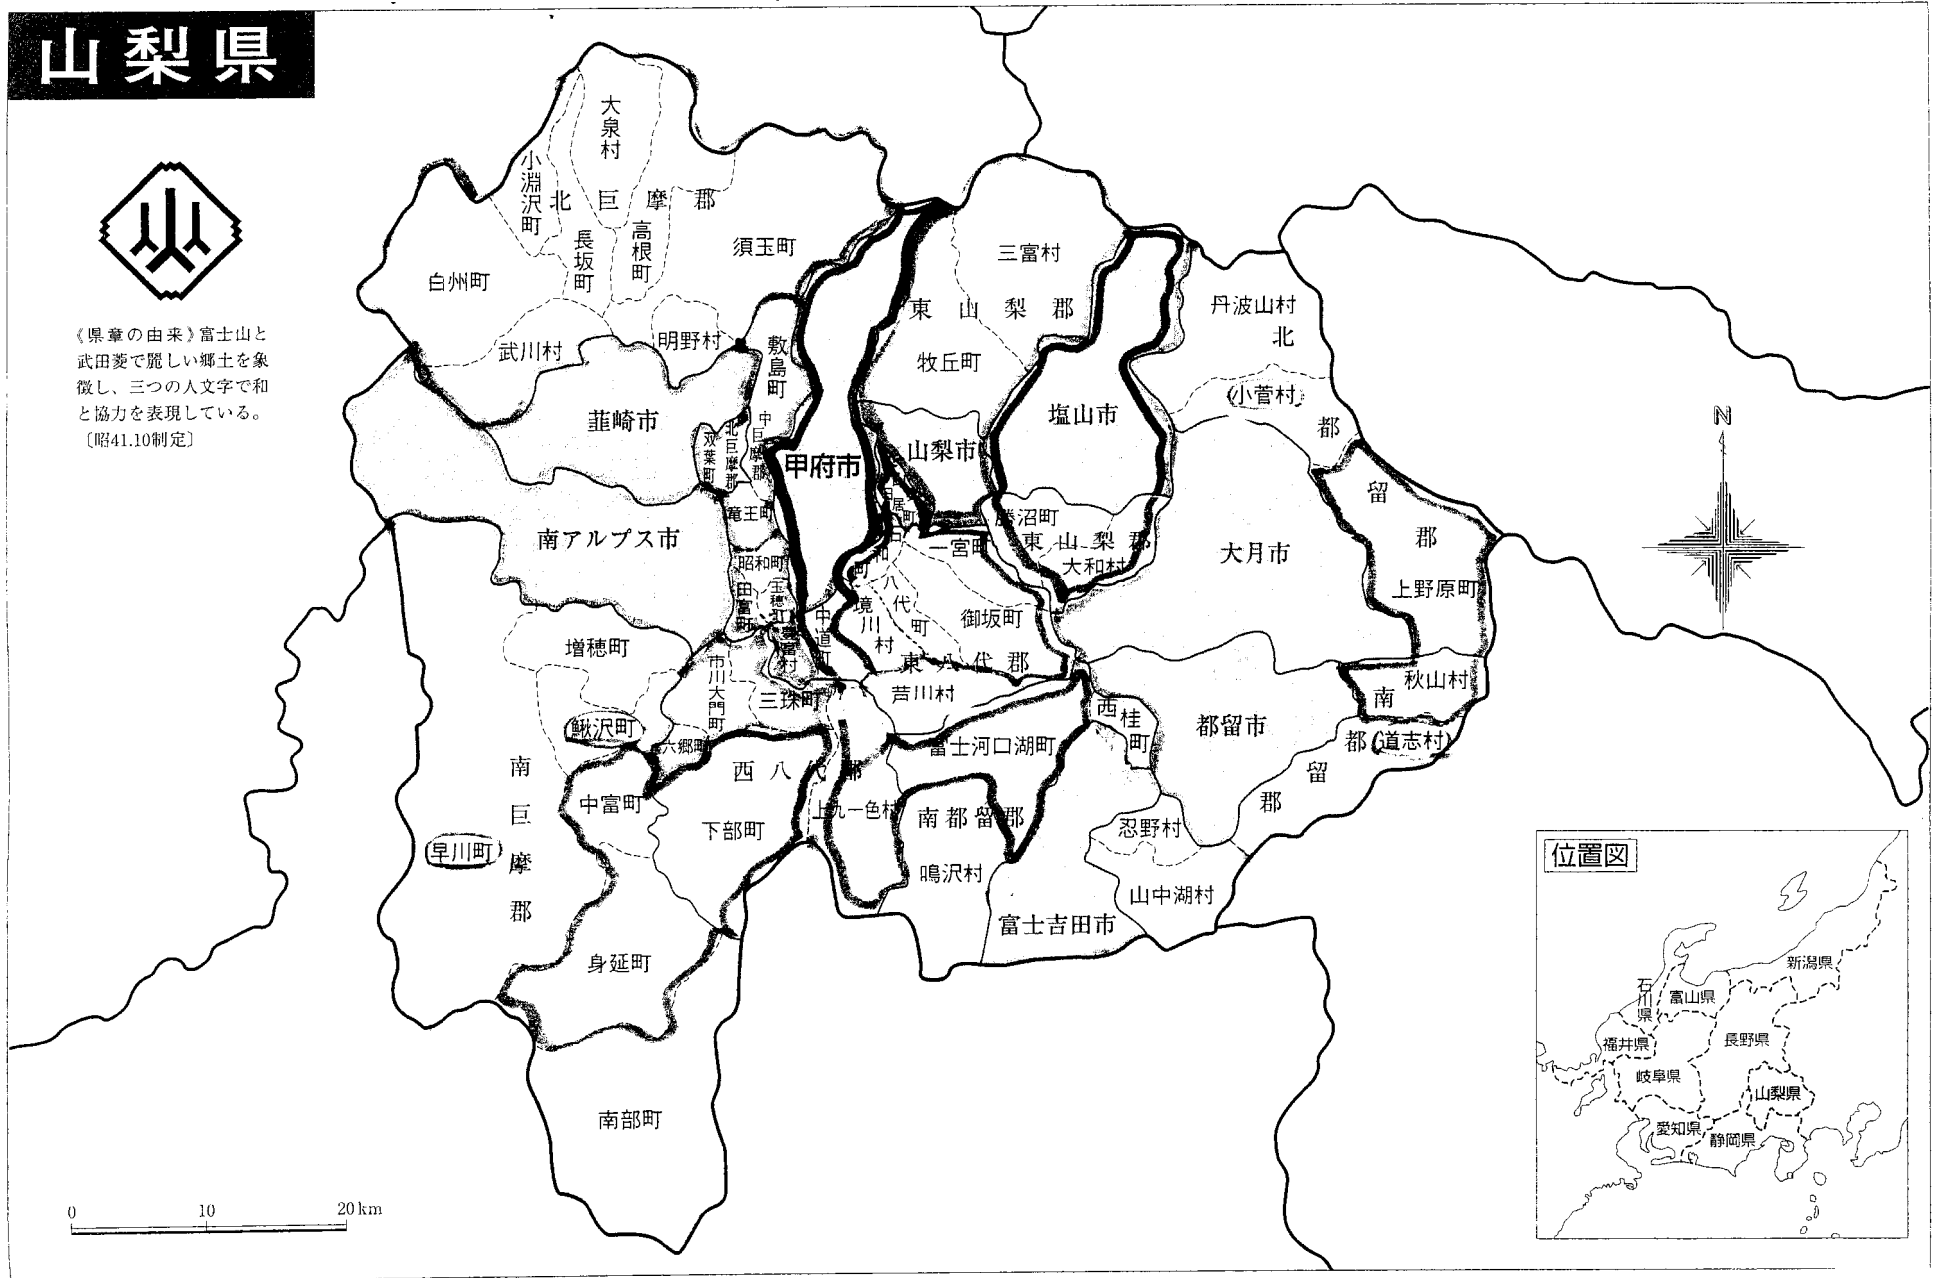 山梨県
《県章の由来》富士山と
武田菱で麗しい郷土を象
徴し、三つの人文字で和
と協力を表現している。
〔昭41.10制定〕
大泉村
小淵沢町
北巨摩郡
長坂町
高根町
須玉町
白州町
武川村
明野村
敷島町
韮崎市
双葉町
北巨摩郡
中巨摩郡
甲府市
竜王町
南アルプス市
昭和町
玉穂町
田富町
豊富村
中道町
三富村
東山梨郡
牧丘町
山梨市
塩山市
丹波山村
小菅村
北都留郡
勝沼町
東山梨郡
大和村
一宮町
八代町
境川村
御坂町
東八代郡
芦川村
大月市
上野原町
秋山村
道志村
南都留郡
都留市
西桂町
増穂町
市川大門町
三珠町
鰍沢町
六郷町
西八代郡
上九一色村
富士河口湖町
南都留郡
鳴沢村
忍野村
山中湖村
富士吉田市
中富町
下部町
早川町
南巨摩郡
身延町
南部町
N
0 10 20km
位置図
新潟県
富山県
石川県
福井県
長野県
岐阜県
山梨県
愛知県
静岡県